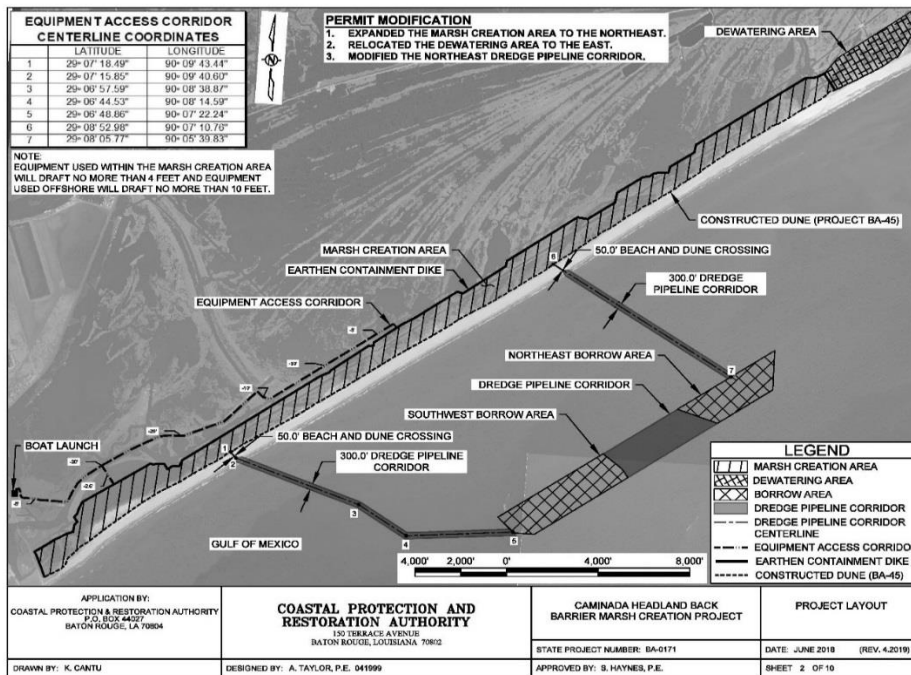 EQUIPMENT ACCESS CORRIDOR
CENTERLINE COORDINATES
LATITUDE LONGITUDE
1 29° 07' 18.49" 90° 09' 43.44"
2 29° 07' 15.85" 90° 09' 40.60"
3 29° 06' 57.59" 90° 08' 38.87"
4 29° 06' 44.53" 90° 08' 14.59"
5 29° 06' 48.86" 90° 07' 22.24"
6 29° 08' 52.98" 90° 07' 10.76"
7 29° 08' 05.77" 90° 05' 39.83"
NOTE:
EQUIPMENT USED WITHIN THE MARSH CREATION AREA
WILL DRAFT NO MORE THAN 4 FEET AND EQUIPMENT
USED OFFSHORE WILL DRAFT NO MORE THAN 10 FEET.
N
PERMIT MODIFICATION
1. EXPANDED THE MARSH CREATION AREA TO THE NORTHEAST.
2. RELOCATED THE DEWATERING AREA TO THE EAST.
3. MODIFIED THE NORTHEAST DREDGE PIPELINE CORRIDOR.
DEWATERING AREA
CONSTRUCTED DUNE (PROJECT BA-45)
MARSH CREATION AREA
50.0' BEACH AND DUNE CROSSING
EARTHEN CONTAINMENT DIKE
6
300.0' DREDGE
PIPELINE CORRIDOR
EQUIPMENT ACCESS CORRIDOR
NORTHEAST BORROW AREA
7
DREDGE PIPELINE CORRIDOR
SOUTHWEST BORROW AREA
BOAT LAUNCH
1
2
50.0' BEACH AND DUNE CROSSING
300.0' DREDGE PIPELINE
CORRIDOR
3
4
5
GULF OF MEXICO
4,000' 2,000' 0' 4,000' 8,000'
LEGEND
MARSH CREATION AREA
DEWATERING AREA
BORROW AREA
DREDGE PIPELINE CORRIDOR
DREDGE PIPELINE CORRIDOR
CENTERLINE
EQUIPMENT ACCESS CORRIDO
EARTHEN CONTAINMENT DIKE
CONSTRUCTED DUNE (BA-45)
APPLICATION BY:
COASTAL PROTECTION & RESTORATION AUTHORITY
P.O. BOX 44027
BATON ROUGE, LA 70804
COASTAL PROTECTION AND
RESTORATION AUTHORITY
150 TERRACE AVENUE
BATON ROUGE, LOUISIANA 70802
CAMINADA HEADLAND BACK
BARRIER MARSH CREATION PROJECT
PROJECT LAYOUT
STATE PROJECT NUMBER: BA-0171
DATE: JUNE 2018 (REV. 4.2019)
DRAWN BY: K. CANTU
DESIGNED BY: A. TAYLOR, P.E. 041999
APPROVED BY: S. HAYNES, P.E.
SHEET 2 OF 10